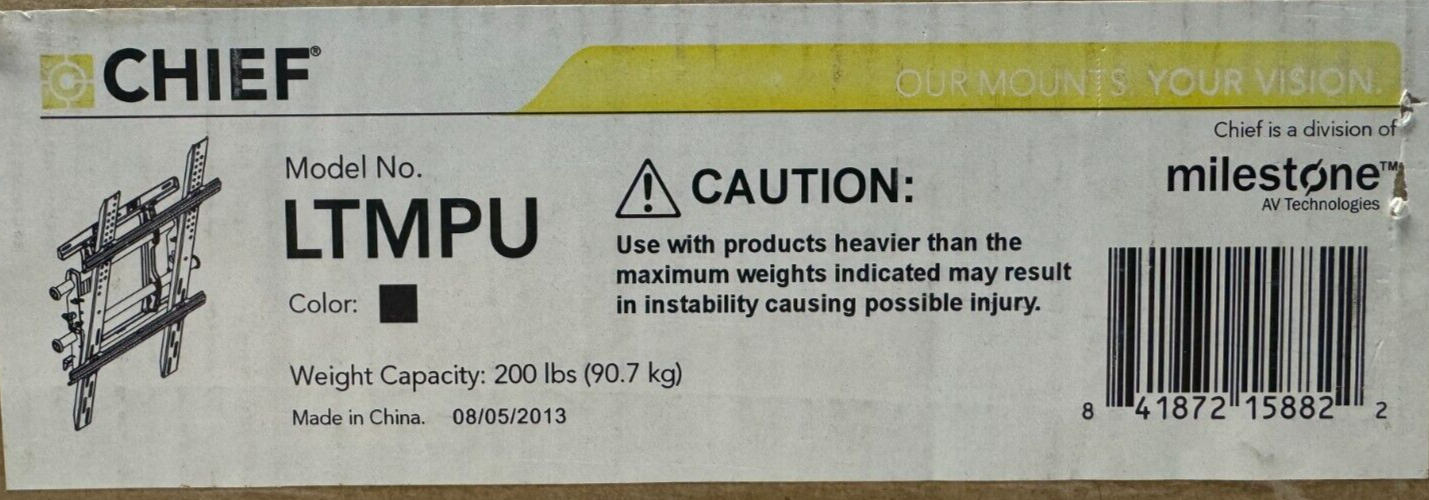 CHIEF®
OUR MOUNTS. YOUR VISION.
Chief is a division of
milestøne™
AV Technologies
Model No.
LTMPU
Color:
CAUTION:
Use with products heavier than the
maximum weights indicated may result
in instability causing possible injury.
Weight Capacity: 200 lbs (90.7 kg)
Made in China. 08/05/2013
8 41872 15882 2